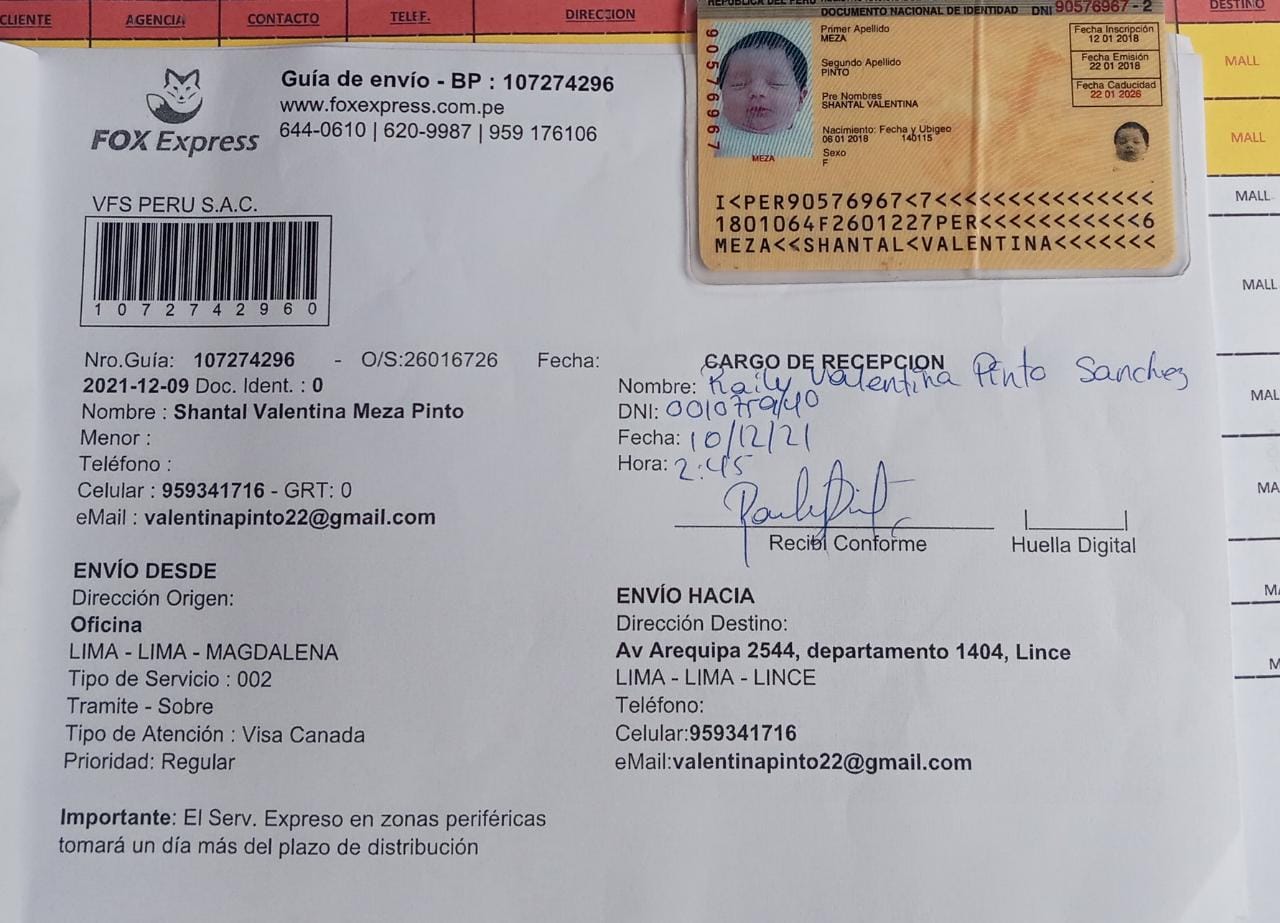 CLIENTE AGENCIA CONTACTO TELEF. DIRECCION DESTINO
REPUBLICA DEL PERU
DOCUMENTO NACIONAL DE IDENTIDAD DNI 90576967 - 2
90576967
Primer Apellido
MEZA
Segundo Apellido
PINTO
Pre Nombres
SHANTAL VALENTINA
Nacimiento: Fecha y Ubigeo
06 01 2018 140115
Sexo
F
Fecha Inscripción
12 01 2018
Fecha Emisión
22 01 2018
Fecha Caducidad
22 01 2026
MEZA
I<PER90576967<7<<<<<<<<<<<<<<<
1801064F2601227PER<<<<<<<<<<<6
MEZA<<SHANTAL<VALENTINA<<<<<<<
MALL
MALL
MALL
MALL
FOX Express
Guía de envío - BP : 107274296
www.foxexpress.com.pe
644-0610 | 620-9987 | 959 176106
VFS PERU S.A.C.
1 0 7 2 7 4 2 9 6 0
Nro.Guía: 107274296 - O/S:26016726 Fecha:
2021-12-09 Doc. Ident. : 0
Nombre : Shantal Valentina Meza Pinto
Menor :
Teléfono :
Celular : 959341716 - GRT: 0
eMail : valentinapinto22@gmail.com
CARGO DE RECEPCION
Nombre: Kaily Valentina Pinto Sanchez
DNI:
Fecha: 10/12/21
Hora: 2:45
Recibí Conforme
Huella Digital
ENVÍO DESDE
Dirección Origen:
Oficina
LIMA - LIMA - MAGDALENA
Tipo de Servicio : 002
Tramite - Sobre
Tipo de Atención : Visa Canada
Prioridad: Regular
ENVÍO HACIA
Dirección Destino:
Av Arequipa 2544, departamento 1404, Lince
LIMA - LIMA - LINCE
Teléfono:
Celular:959341716
eMail:valentinapinto22@gmail.com
Importante: El Serv. Expreso en zonas periféricas
tomará un día más del plazo de distribución